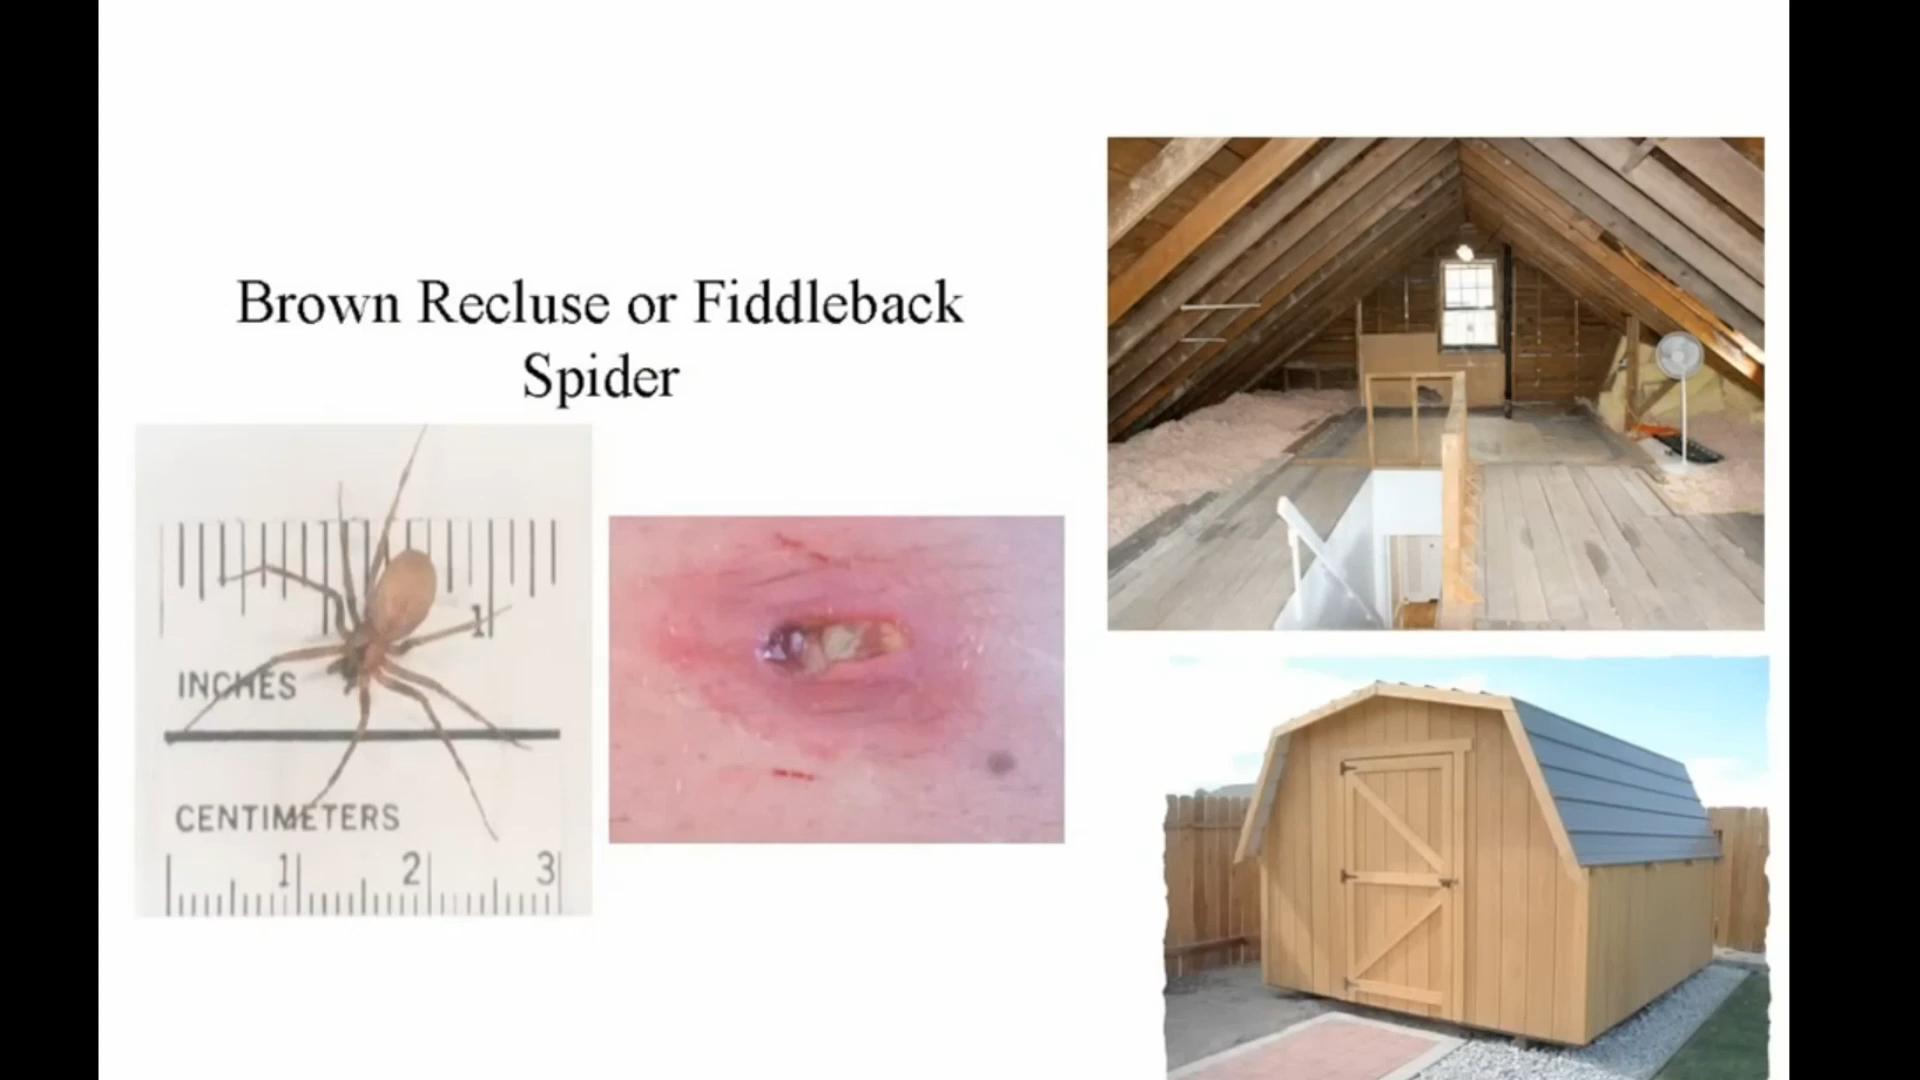 Brown Recluse or Fiddleback
Spider
1
INCHES
CENTIMETERS
1 2 3